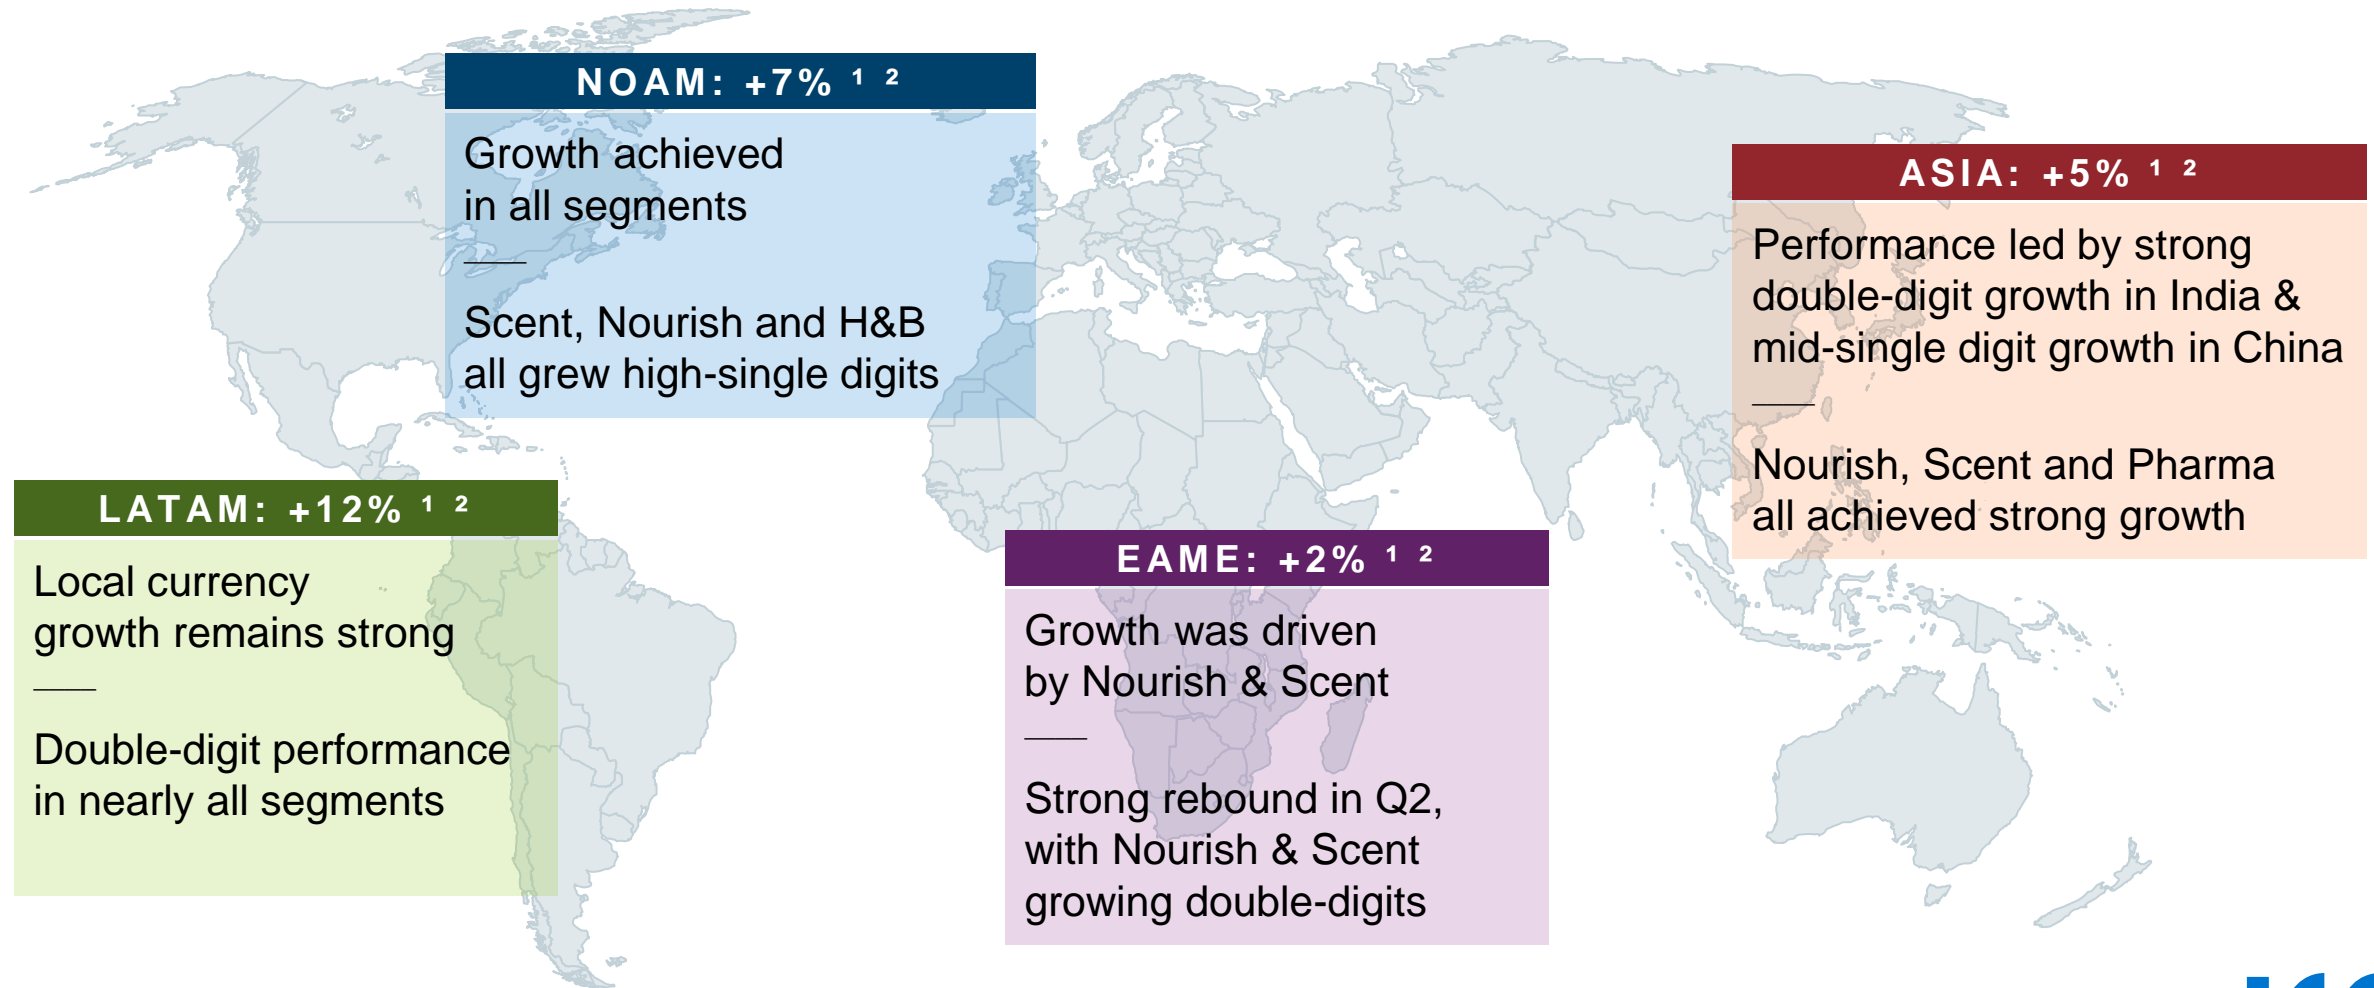 NOAM: +7% ¹ ²
Growth achieved
in all segments
Scent, Nourish and H&B
all grew high-single digits
ASIA: +5% ¹ ²
Performance led by strong
double-digit growth in India &
mid-single digit growth in China
Nourish, Scent and Pharma
all achieved strong growth
LATAM: +12% ¹ ²
Local currency
growth remains strong
Double-digit performance
in nearly all segments
EAME: +2% ¹ ²
Growth was driven
by Nourish & Scent
Strong rebound in Q2,
with Nourish & Scent
growing double-digits